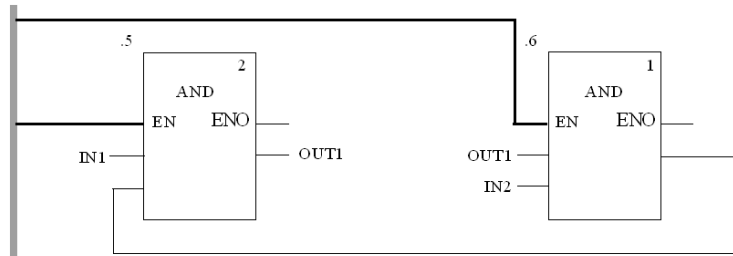 .5
2
AND
EN ENO
IN1
OUT1
.6
1
AND
EN ENO
OUT1
IN2